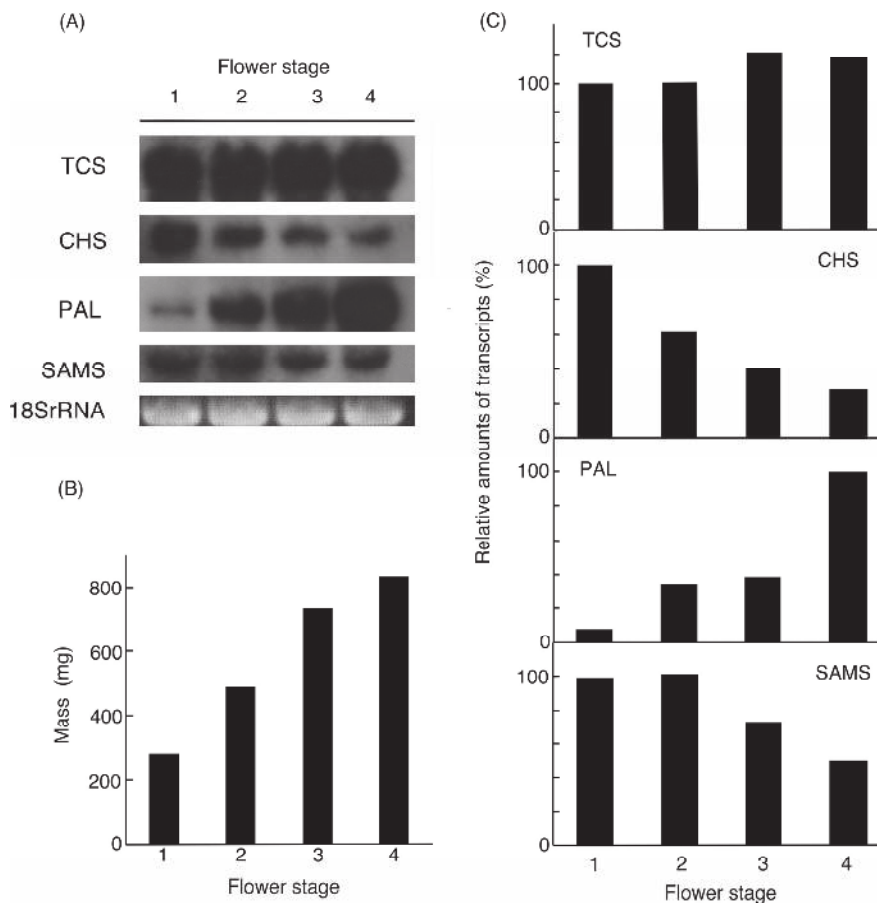 (A)
Flower stage
1 2 3 4
TCS
CHS
PAL
SAMS
18SrRNA
(B)
800
600
400
200
0
Mass (mg)
1 2 3 4
Flower stage
(C)
TCS
100
0
CHS
100
0
PAL
100
0
SAMS
100
0
Relative amounts of transcripts (%)
1 2 3 4
Flower stage